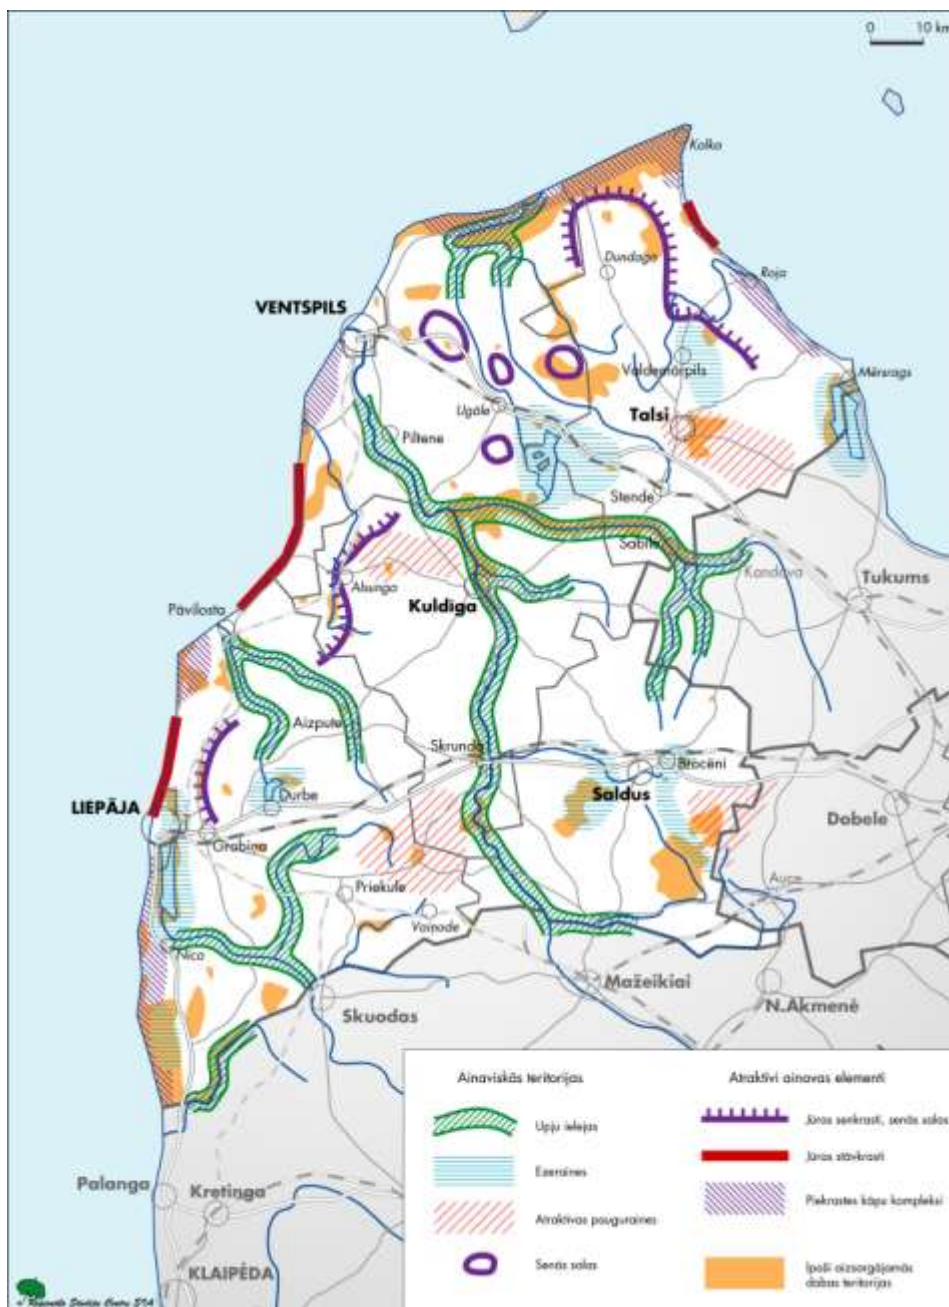 0 10 km
Kolka
Dundaga
Roja
VENTSPILS
Valdemārpils
Mērsrags
Ugāle
Talsi
Piltene
Stende
Sabile
Kandava
Tukums
Alsunga
Kuldīga
Pāvilosta
Aizpute
Skrunda
Brocēni
Saldus
Durbe
LIEPĀJA
Dobele
Grobiņa
Priekule
Auce
Vaiņode
Nīca
Mažeikiai
N.Akmenė
Skuodas
Ainaviskās teritorijas
Atraktīvi ainavas elementi
Upju ielejas
Jūras senkrasti, senās salas
Ezeraines
Jūras stāvkrasti
Atraktīvas pauguraines
Piekrastes kāpu kompleksi
Senās salas
Īpaši aizsargājamās
dabas teritorijas
Palanga
Kretinga
KLAIPĖDA